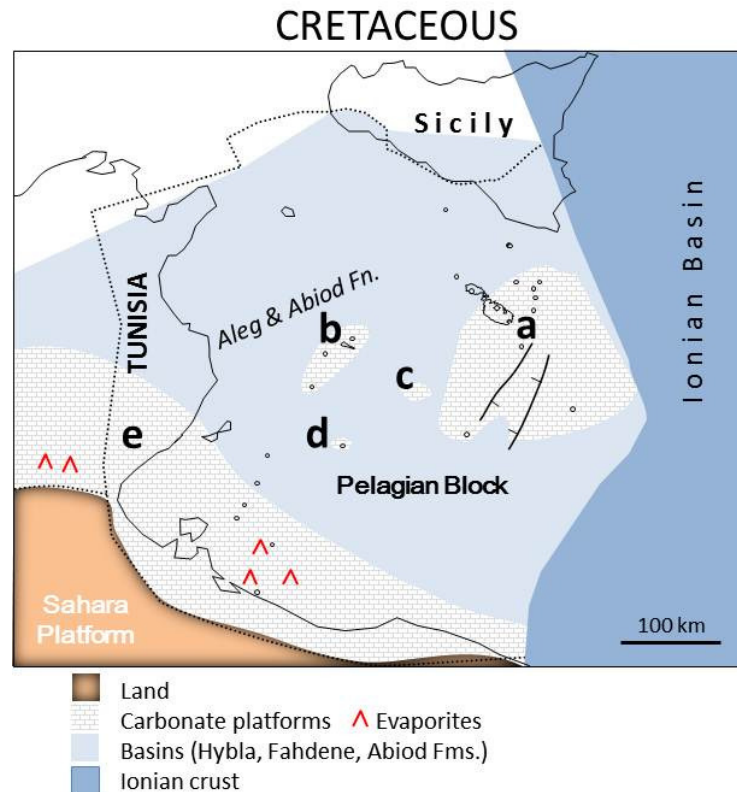 CRETACEOUS
Sicily
Ionian Basin
TUNISIA
Aleg & Abiod Fn.
a
b
c
d
e
Pelagian Block
Sahara
Platform
100 km
Land
Carbonate platforms Evaporites
Basins (Hybla, Fahdene, Abiod Fms.)
Ionian crust